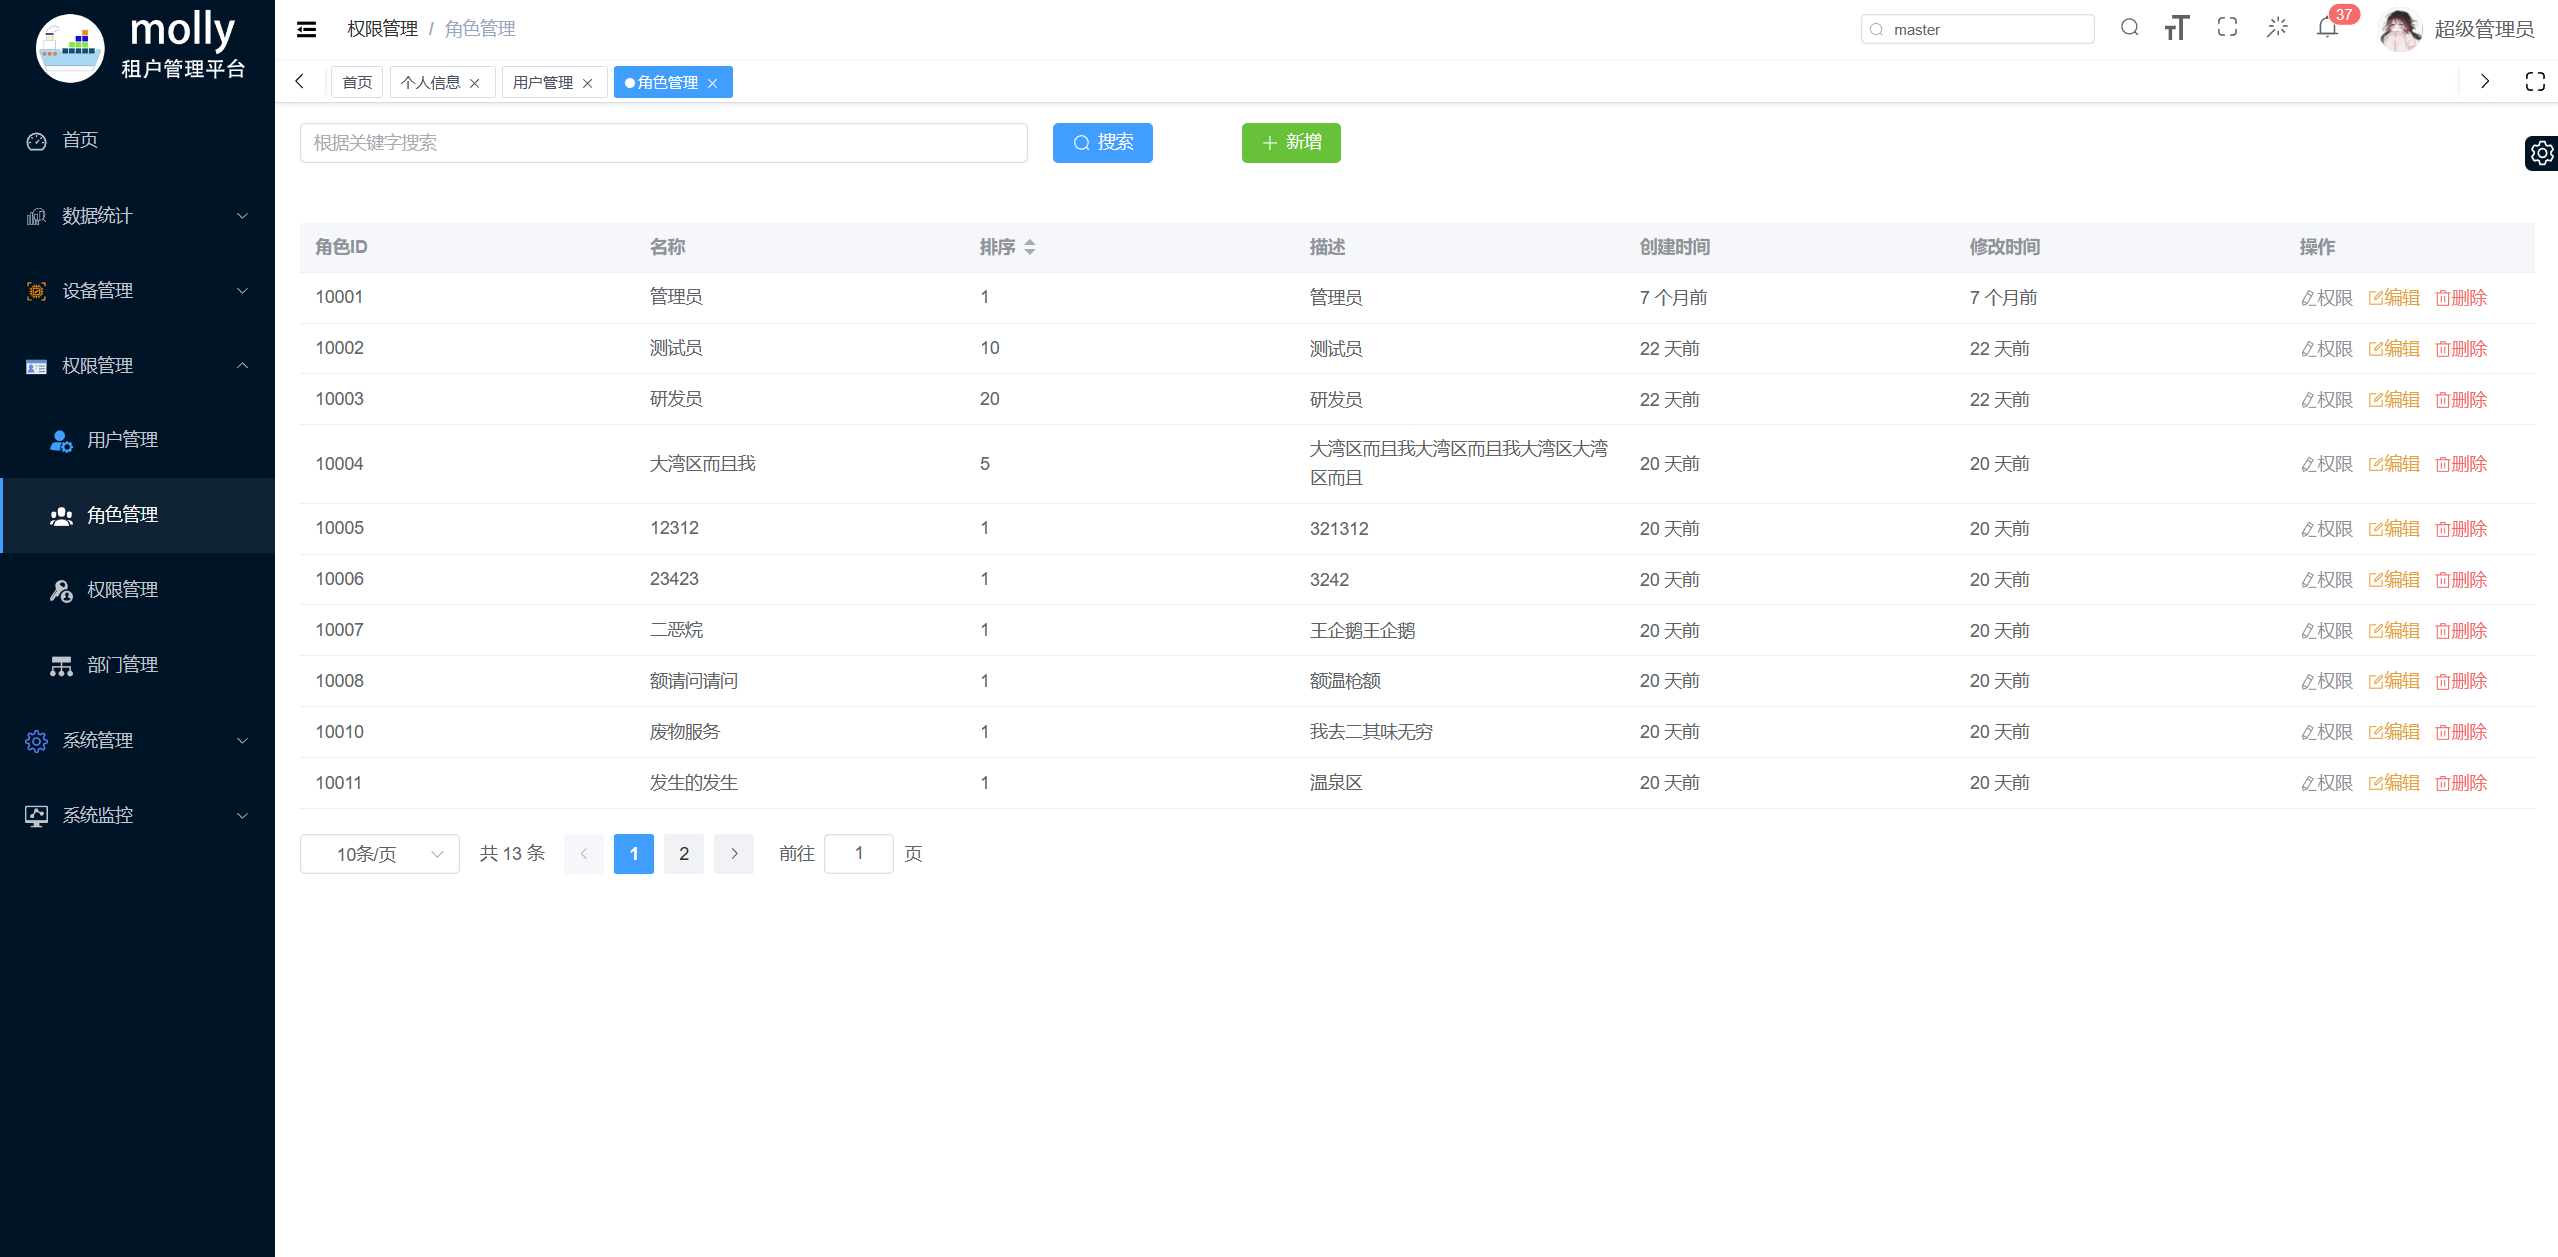 molly
租户管理平台
首页
数据统计
设备管理
权限管理
用户管理
角色管理
权限管理
部门管理
系统管理
系统监控
权限管理 / 角色管理
master
37
超级管理员
首页 个人信息 用户管理 角色管理
根据关键字搜索 搜索 新增
角色ID 名称 排序 描述 创建时间 修改时间 操作
10001 管理员 1 管理员 7 个月前 7 个月前 权限 编辑 删除
10002 测试员 10 测试员 22 天前 22 天前 权限 编辑 删除
10003 研发员 20 研发员 22 天前 22 天前 权限 编辑 删除
10004 大湾区而且我 5 大湾区而且我大湾区而且我大湾区大湾 20 天前 20 天前 权限 编辑 删除
区而且
10005 12312 1 321312 20 天前 20 天前 权限 编辑 删除
10006 23423 1 3242 20 天前 20 天前 权限 编辑 删除
10007 二恶烷 1 王企鹅王企鹅 20 天前 20 天前 权限 编辑 删除
10008 额请问请问 1 额温枪额 20 天前 20 天前 权限 编辑 删除
10010 废物服务 1 我去二其味无穷 20 天前 20 天前 权限 编辑 删除
10011 发生的发生 1 温泉区 20 天前 20 天前 权限 编辑 删除
10条/页 共 13 条 1 2 前往 1 页